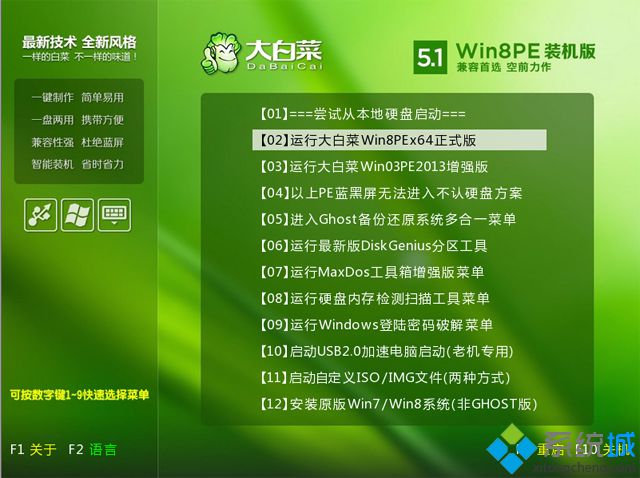 最新技术 全新风格
一样的白菜 不一样的味道！
大白菜
DaBaiCai
5.1 Win8PE 装机版
兼容首选 空前力作
一键制作 简单易用
一盘两用 携带方便
兼容性强 杜绝蓝屏
智能装机 省时省力
【01】===尝试从本地硬盘启动===
【02】运行大白菜Win8PEx64正式版
【03】运行大白菜Win03PE2013增强版
【04】以上PE蓝黑屏无法进入不认硬盘方案
【05】进入Ghost备份还原系统多合一菜单
【06】运行最新版DiskGenius分区工具
【07】运行MaxDos工具箱增强版菜单
【08】运行硬盘内存检测扫描工具菜单
【09】运行Windows登陆密码破解菜单
【10】启动USB2.0加速电脑启动(老机专用)
【11】启动自定义ISO/IMG文件(两种方式)
【12】安装原版Win7/Win8系统(非GHOST版)
可按数字键1~9快速选择菜单
F1 关于 F2 语言
重启 F10 关机
系统城
xitongcheng.com